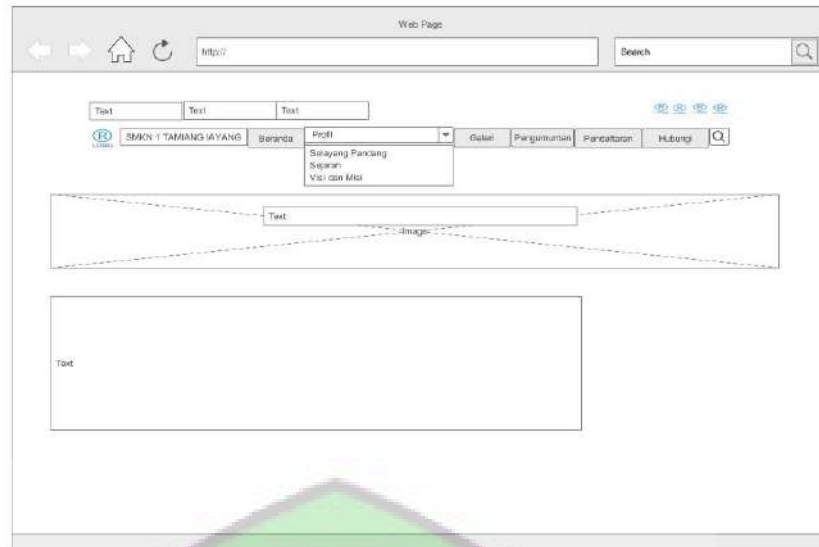 Web Page
http://
Search
Text Text Text
SMKN 1 TAMIANG IAYANG Beranda Profil Galeri Pengumuman Pendaftaran Hubungi
Selayang Pandang
Sejarah
Visi dan Misi
Text
Image
Text